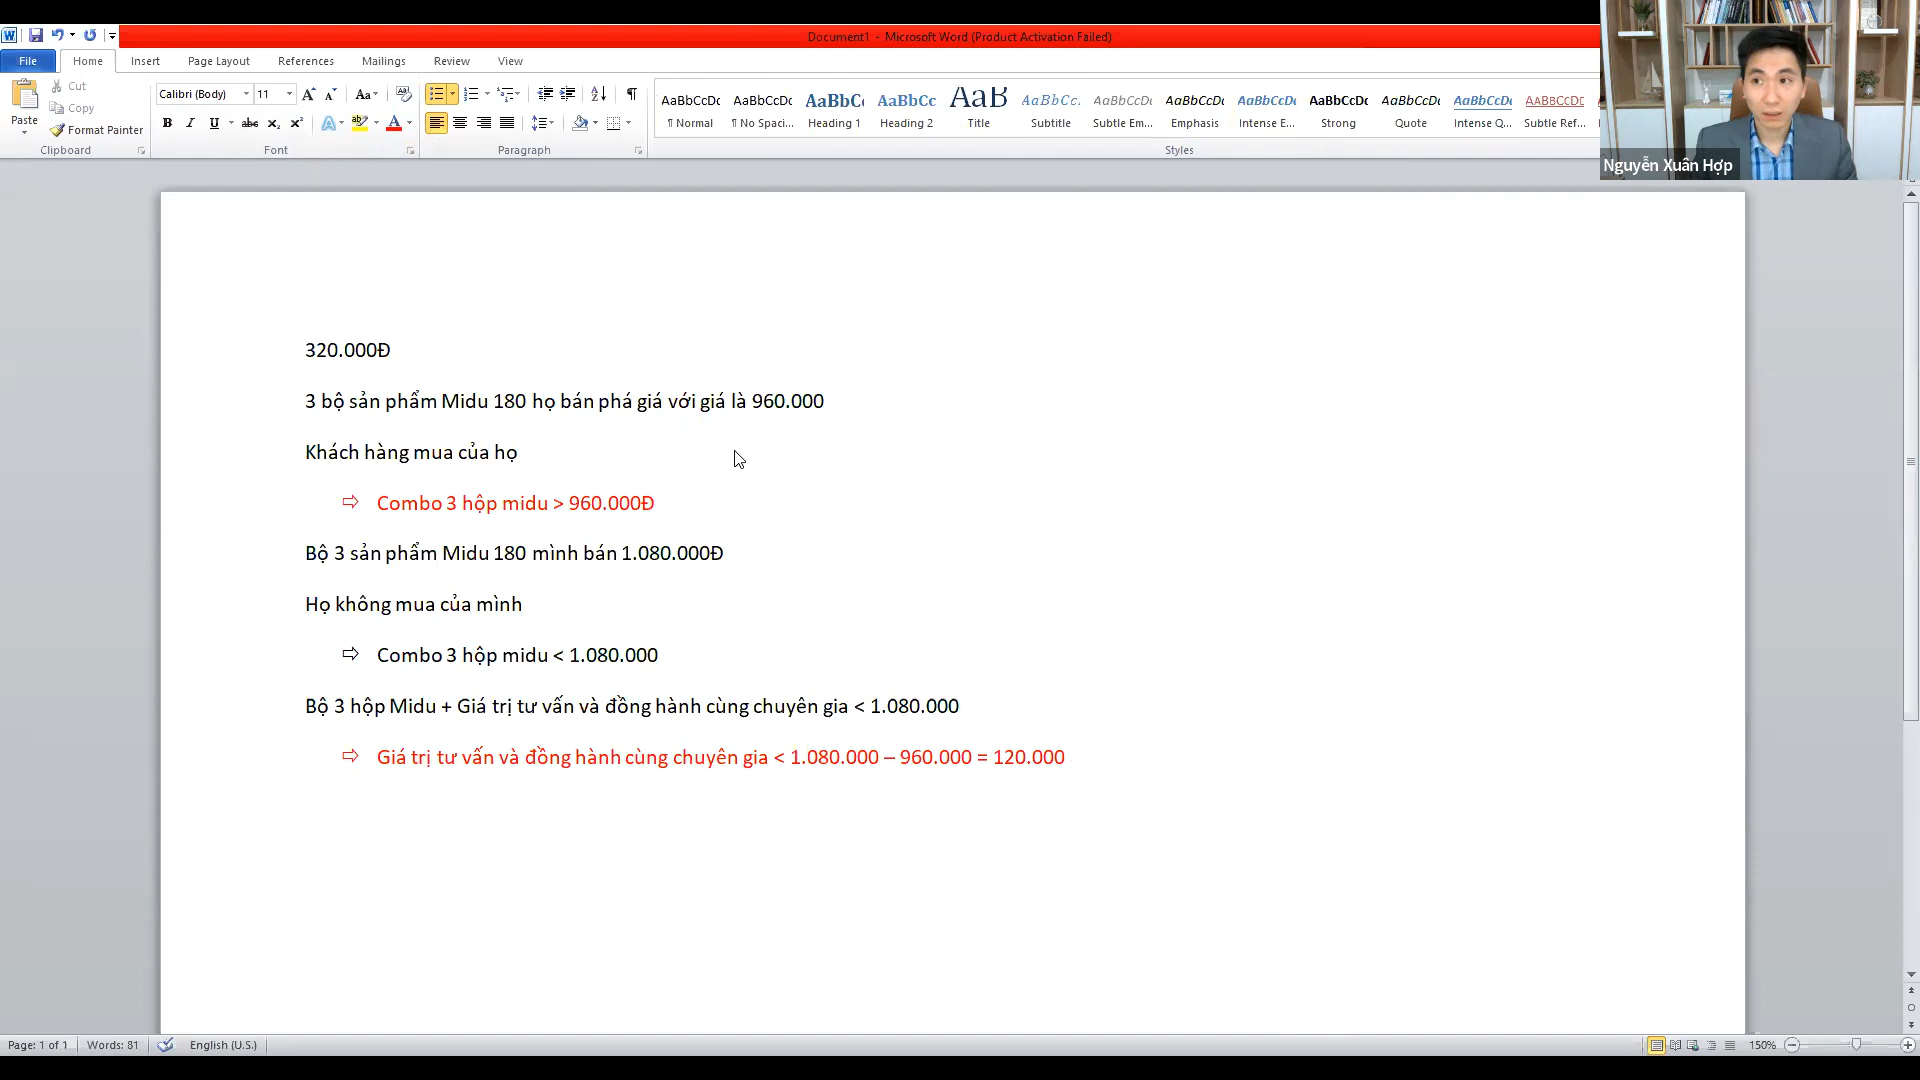 Document1 - Microsoft Word (Product Activation Failed)
File Home Insert Page Layout References Mailings Review View
Paste
Cut
Copy
Format Painter
Calibri (Body) 11
AaBbCcDc AaBbCcDc AaBbC AaBbCc AaB AaBbCc. AaBbCcDc AaBbCcDc AaBbCcDc AaBbCcDc AaBbCcDc AaBbCcDc AABBCCDC
¶ Normal ¶ No Spaci... Heading 1 Heading 2 Title Subtitle Subtle Em... Emphasis Intense E... Strong Quote Intense Q... Subtle Ref...
Clipboard Font Paragraph Styles
Nguyễn Xuân Hợp
320.000Đ
3 bộ sản phẩm Midu 180 họ bán phá giá với giá là 960.000
Khách hàng mua của họ
⇨ Combo 3 hộp midu > 960.000Đ
Bộ 3 sản phẩm Midu 180 mình bán 1.080.000Đ
Họ không mua của mình
⇨ Combo 3 hộp midu < 1.080.000
Bộ 3 hộp Midu + Giá trị tư vấn và đồng hành cùng chuyên gia < 1.080.000
⇨ Giá trị tư vấn và đồng hành cùng chuyên gia < 1.080.000 – 960.000 = 120.000
Page: 1 of 1 Words: 81 English (U.S.) 150%